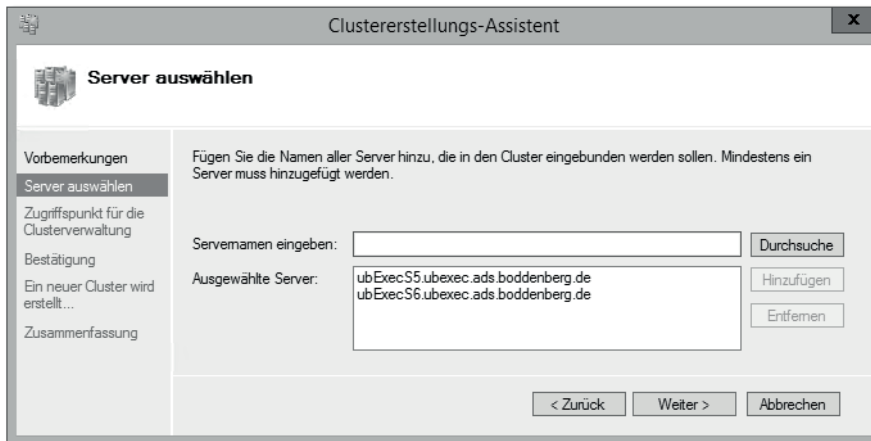 Clustererstellungs-Assistent
x
Server auswählen
Vorbemerkungen
Server auswählen
Zugriffspunkt für die
Clusterverwaltung
Bestätigung
Ein neuer Cluster wird
erstellt...
Zusammenfassung
Fügen Sie die Namen aller Server hinzu, die in den Cluster eingebunden werden sollen. Mindestens ein
Server muss hinzugefügt werden.
Servernamen eingeben:
Durchsuche
Ausgewählte Server:
ubExecS5.ubexec.ads.boddenberg.de
ubExecS6.ubexec.ads.boddenberg.de
Hinzufügen
Entfernen
< Zurück
Weiter >
Abbrechen